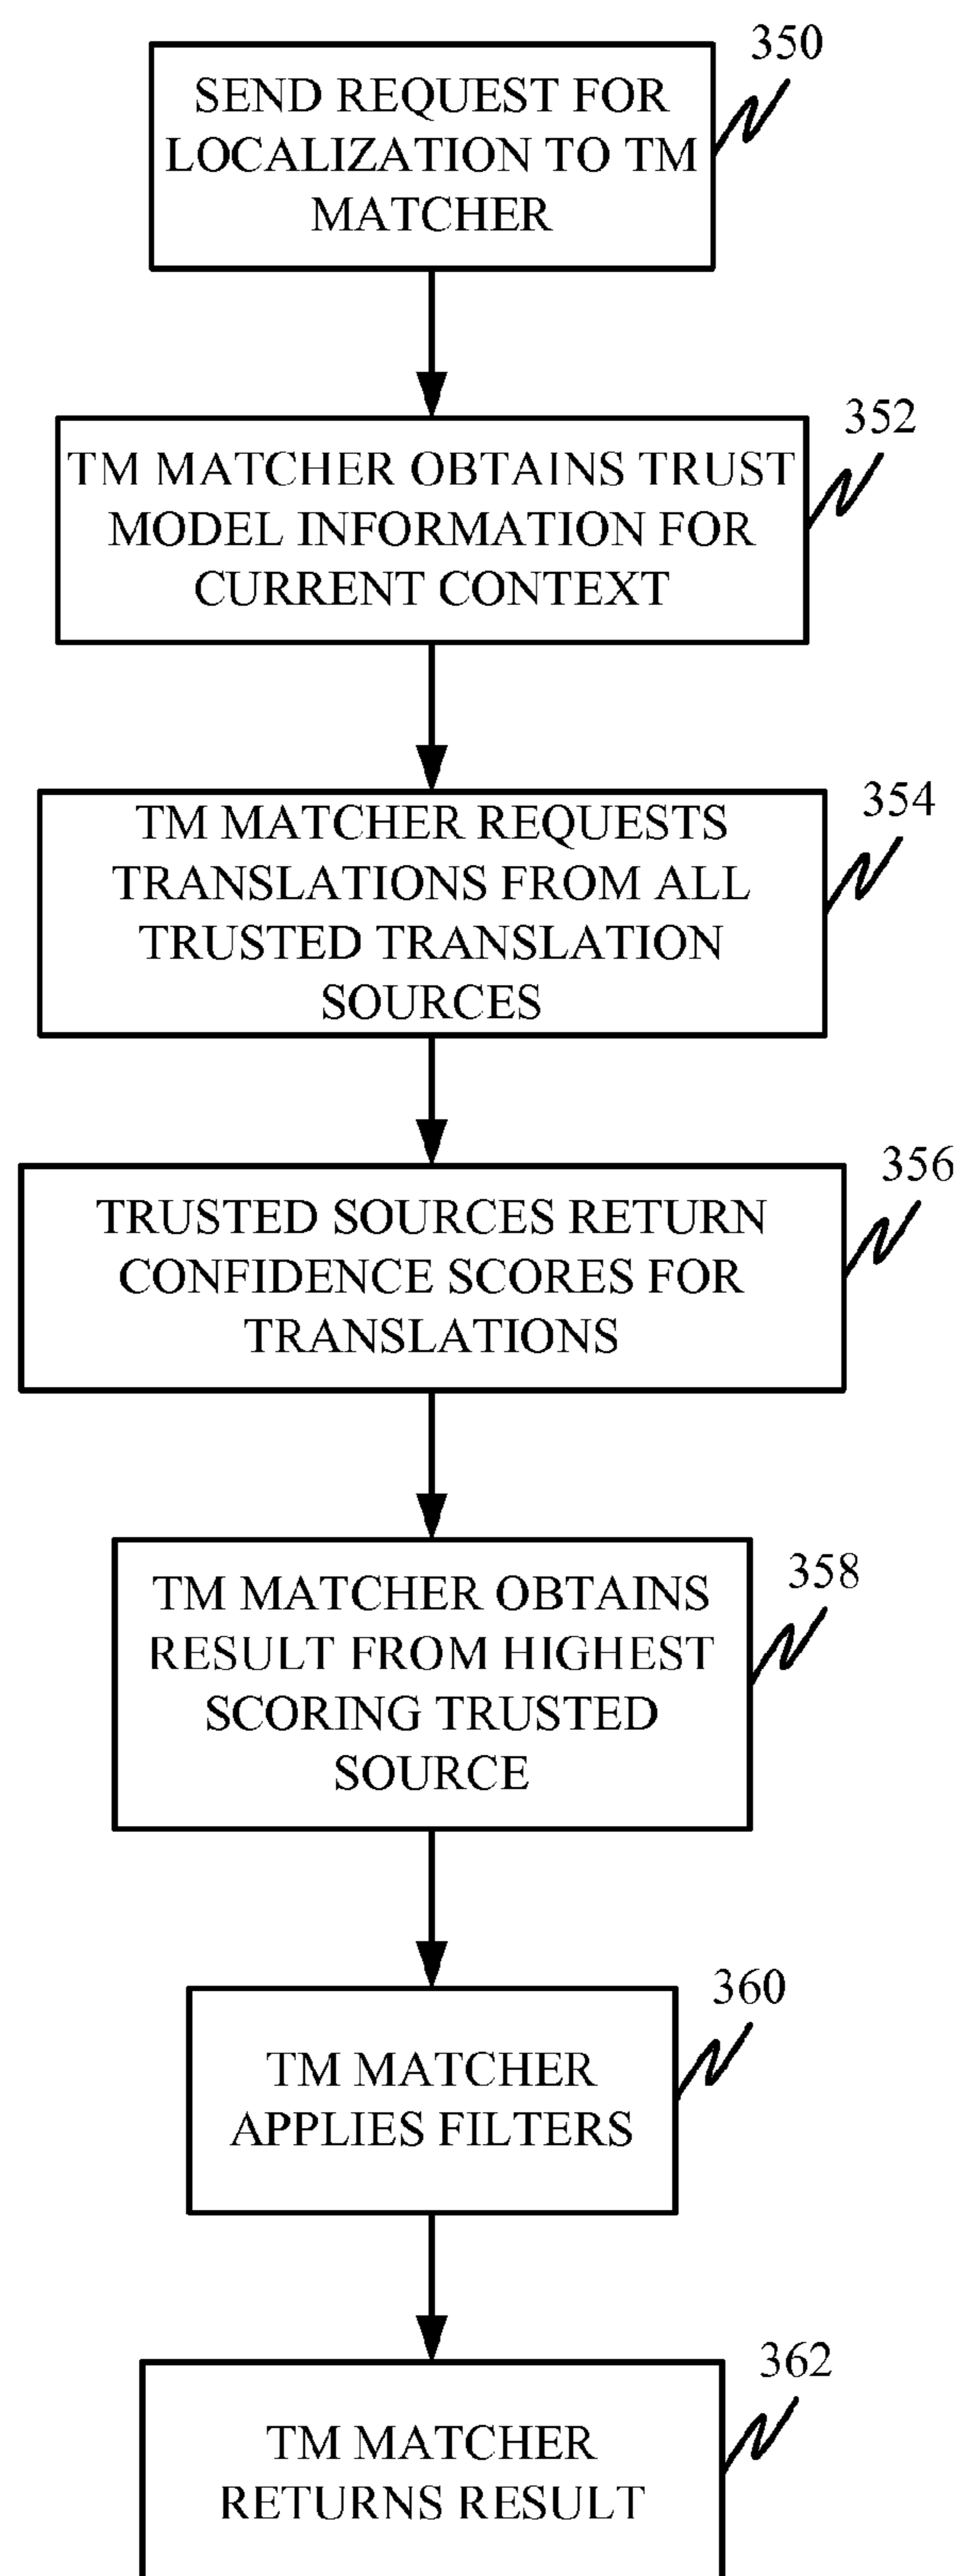 350
SEND REQUEST FOR
LOCALIZATION TO TM
MATCHER
352
TM MATCHER OBTAINS TRUST
MODEL INFORMATION FOR
CURRENT CONTEXT
354
TM MATCHER REQUESTS
TRANSLATIONS FROM ALL
TRUSTED TRANSLATION
SOURCES
356
TRUSTED SOURCES RETURN
CONFIDENCE SCORES FOR
TRANSLATIONS
358
TM MATCHER OBTAINS
RESULT FROM HIGHEST
SCORING TRUSTED
SOURCE
360
TM MATCHER
APPLIES FILTERS
362
TM MATCHER
RETURNS RESULT